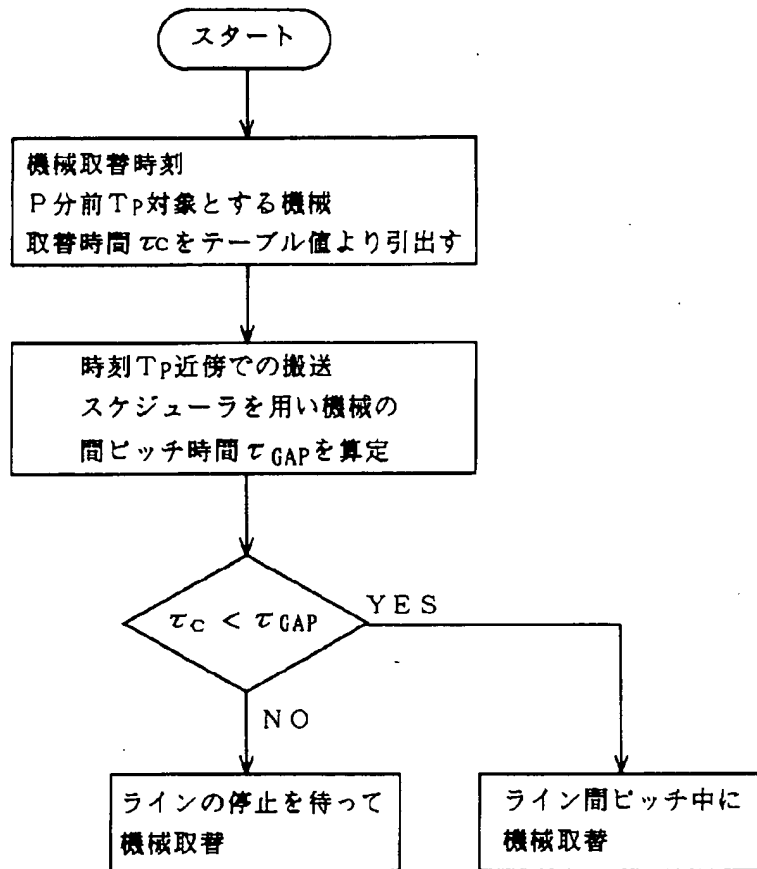 スタート
機械取替時刻
P分前TP対象とする機械
取替時間τCをテーブル値より引出す
時刻TP近傍での搬送
スケジューラを用い機械の
間ピッチ時間τGAPを算定
τC < τGAP
YES
NO
ラインの停止を待って
機械取替
ライン間ピッチ中に
機械取替